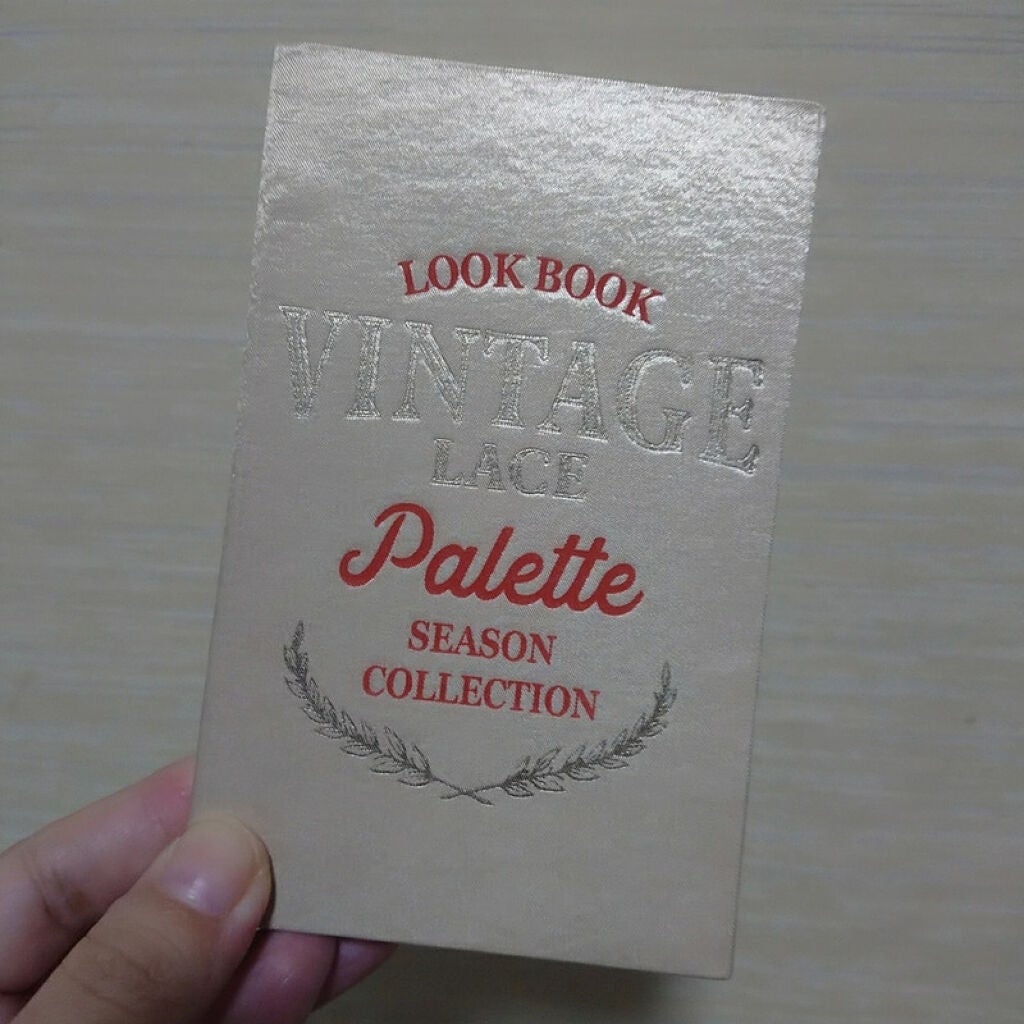 LOOK BOOK
VINTAGE
LACE
Palette
SEASON
COLLECTION